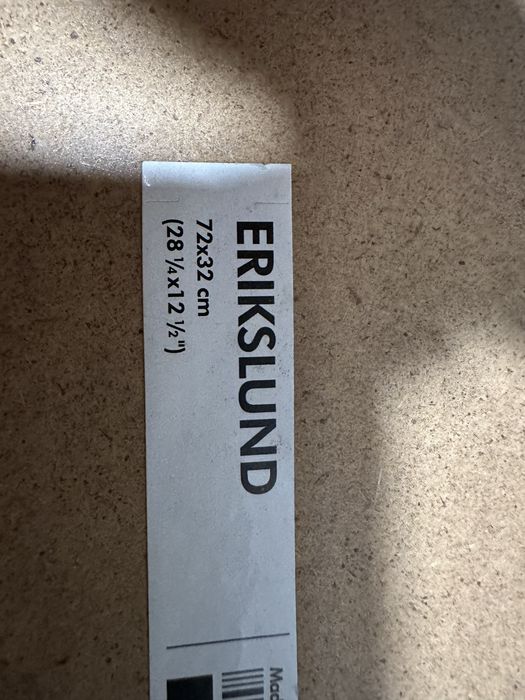 ERIKSLUND
72x32 cm
(28 ¼x12 ½")